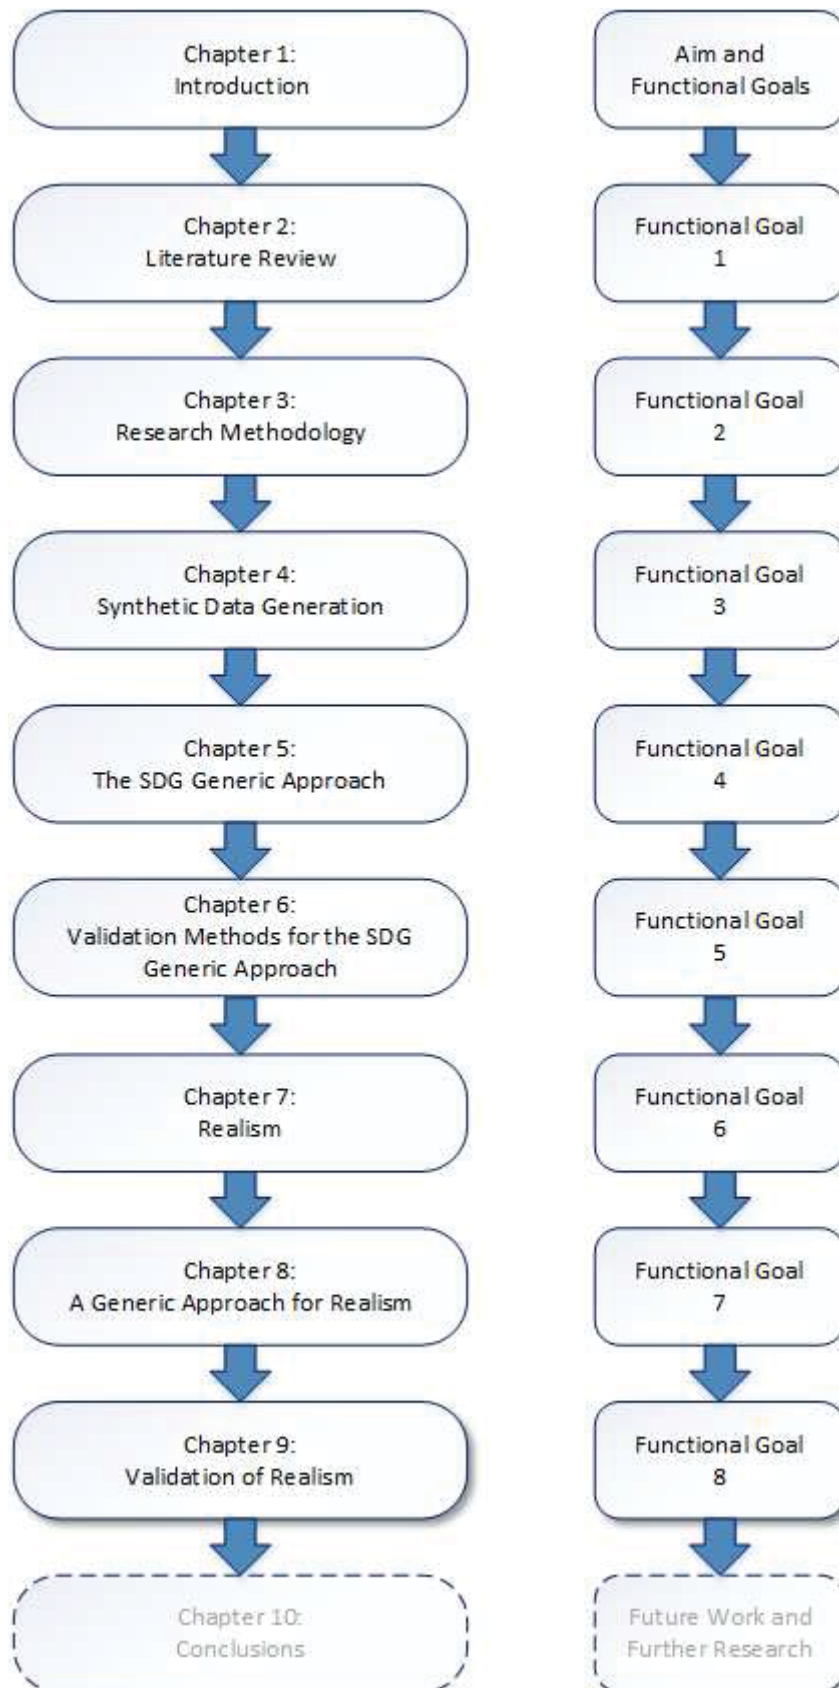 Chapter 1:
Introduction
Aim and
Functional Goals
Chapter 2:
Literature Review
Functional Goal
1
Chapter 3:
Research Methodology
Functional Goal
2
Chapter 4:
Synthetic Data Generation
Functional Goal
3
Chapter 5:
The SDG Generic Approach
Functional Goal
4
Chapter 6:
Validation Methods for the SDG
Generic Approach
Functional Goal
5
Chapter 7:
Realism
Functional Goal
6
Chapter 8:
A Generic Approach for Realism
Functional Goal
7
Chapter 9:
Validation of Realism
Functional Goal
8
Chapter 10:
Conclusions
Future Work and
Further Research